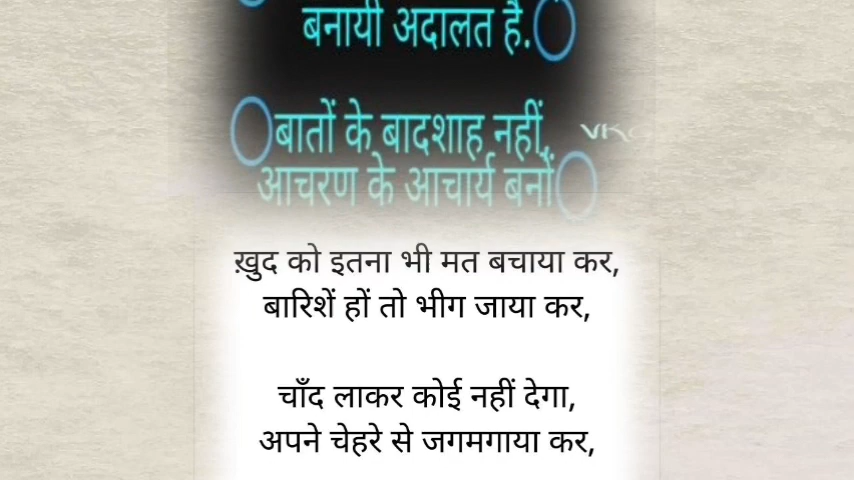 बनायी अदालत है.
बातों के बादशाह नहीं,
आचरण के आचार्य बनों
ख़ुद को इतना भी मत बचाया कर,
बारिशें हों तो भीग जाया कर,
चाँद लाकर कोई नहीं देगा,
अपने चेहरे से जगमगाया कर,